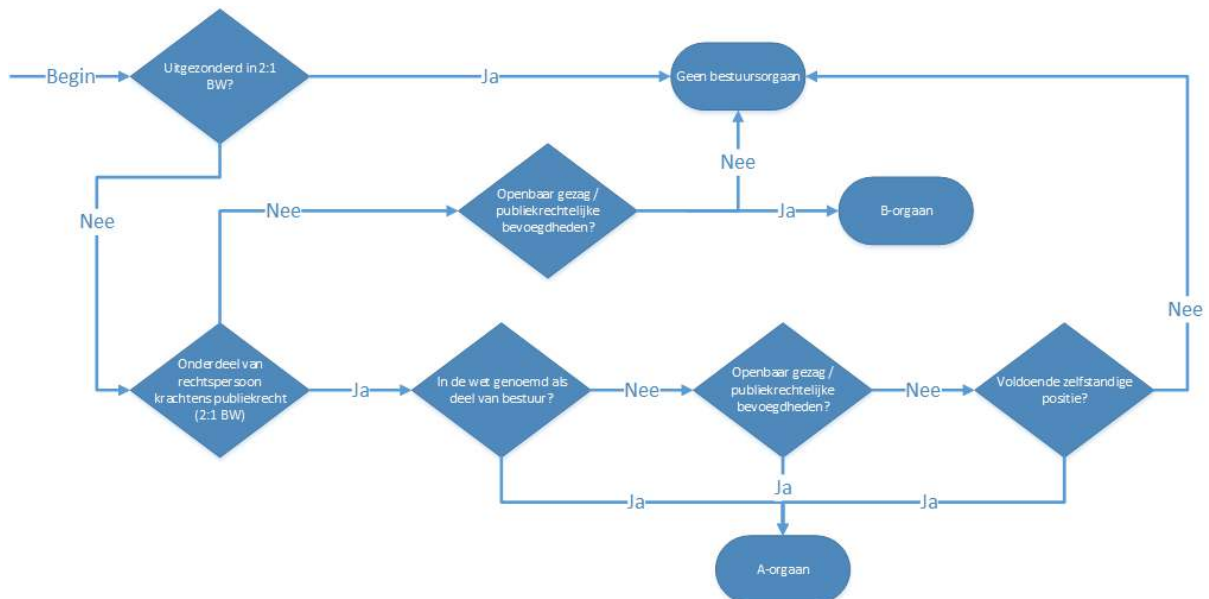 Begin
Uitgezonderd in 2:1
BW?
Ja
Geen bestuursorgaan
Nee
Nee
Openbaar gezag /
publiekrechtelijke
bevoegdheden?
Nee
Ja
B-orgaan
Onderdeel van
rechtspersoon
krachtens publiekrecht
(2:1 BW)
Ja
In de wet genoemd als
deel van bestuur?
Nee
Openbaar gezag /
publiekrechtelijke
bevoegdheden?
Nee
Voldoende zelfstandige
positie?
Nee
Ja
Ja
Ja
A-orgaan